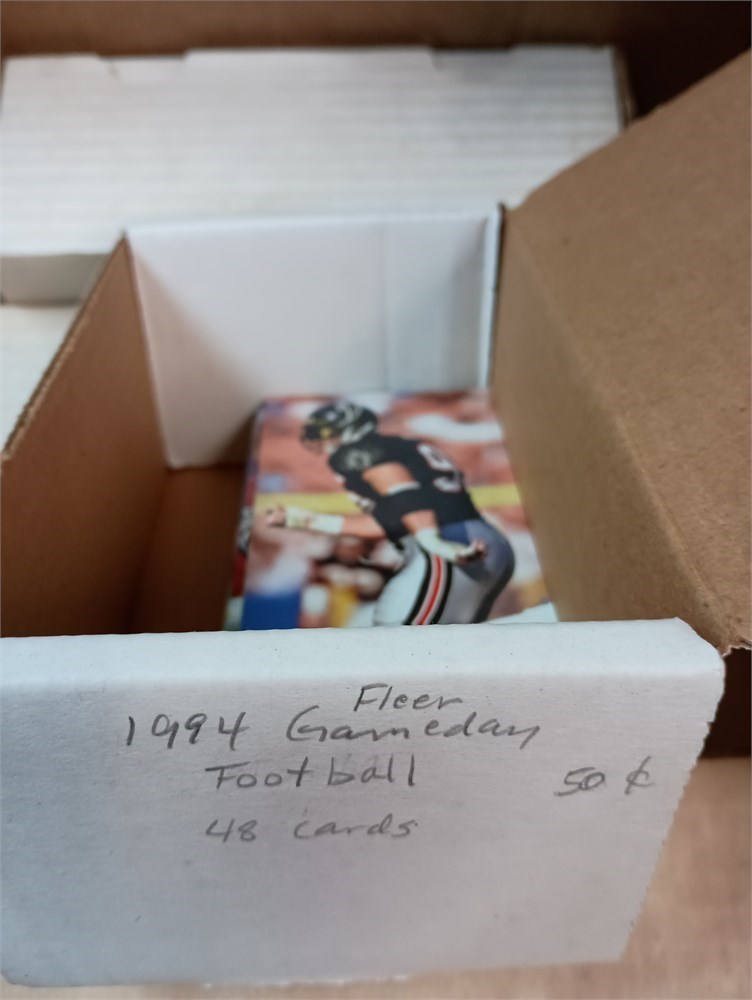 Fleer
1994 Gameday
Football 50 ¢
48 cards